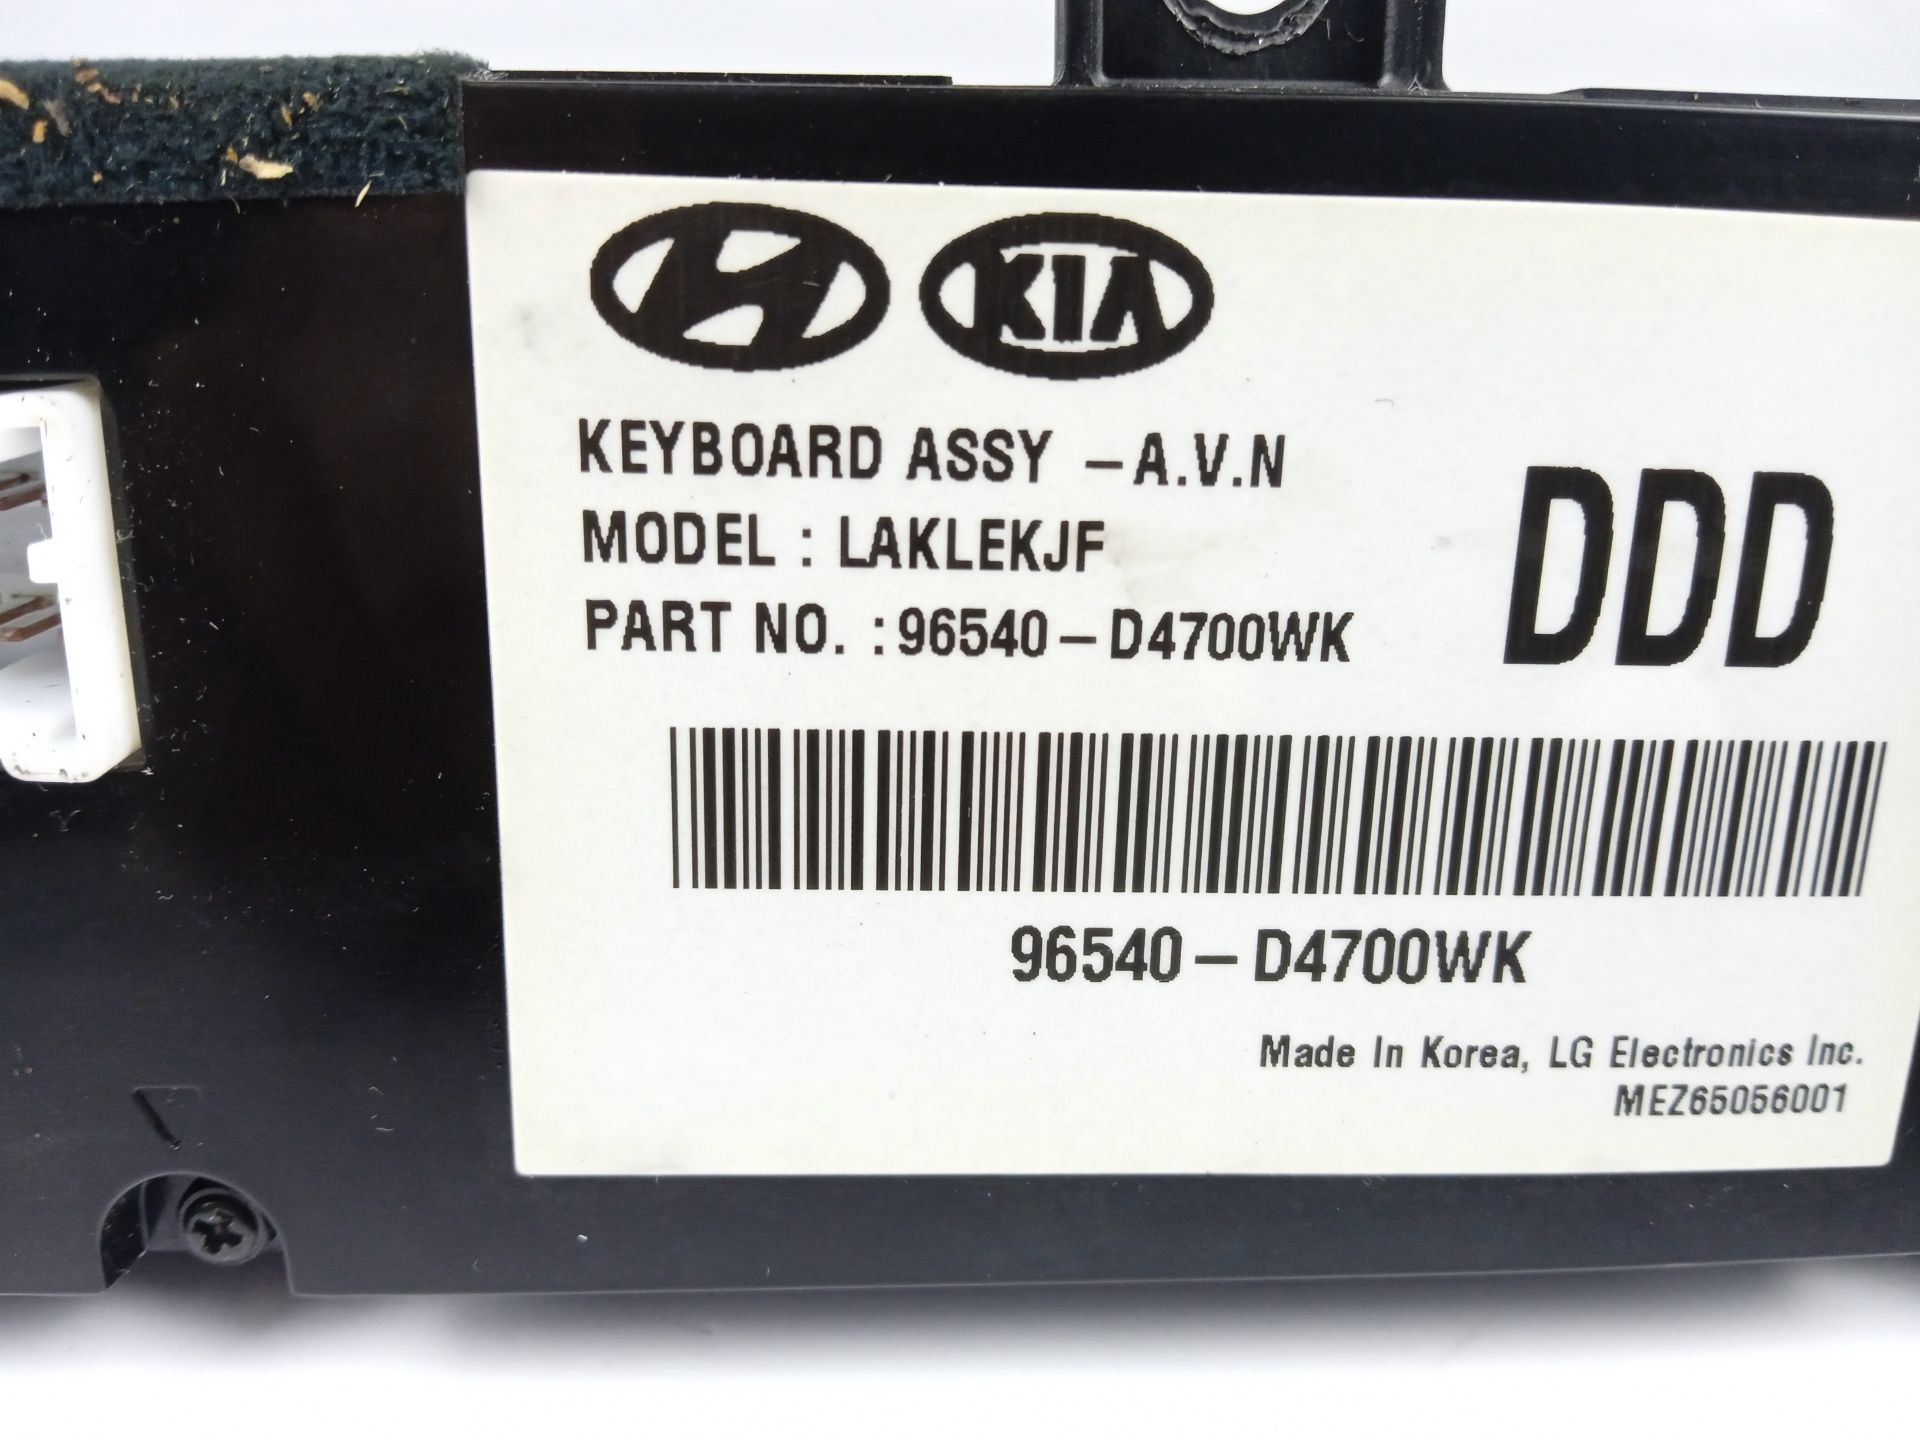 KIA
KEYBOARD ASSY –A.V.N
MODEL : LAKLEKJF
PART NO. : 96540–D4700WK
DDD
96540–D4700WK
Made In Korea, LG Electronics Inc.
MEZ65056001